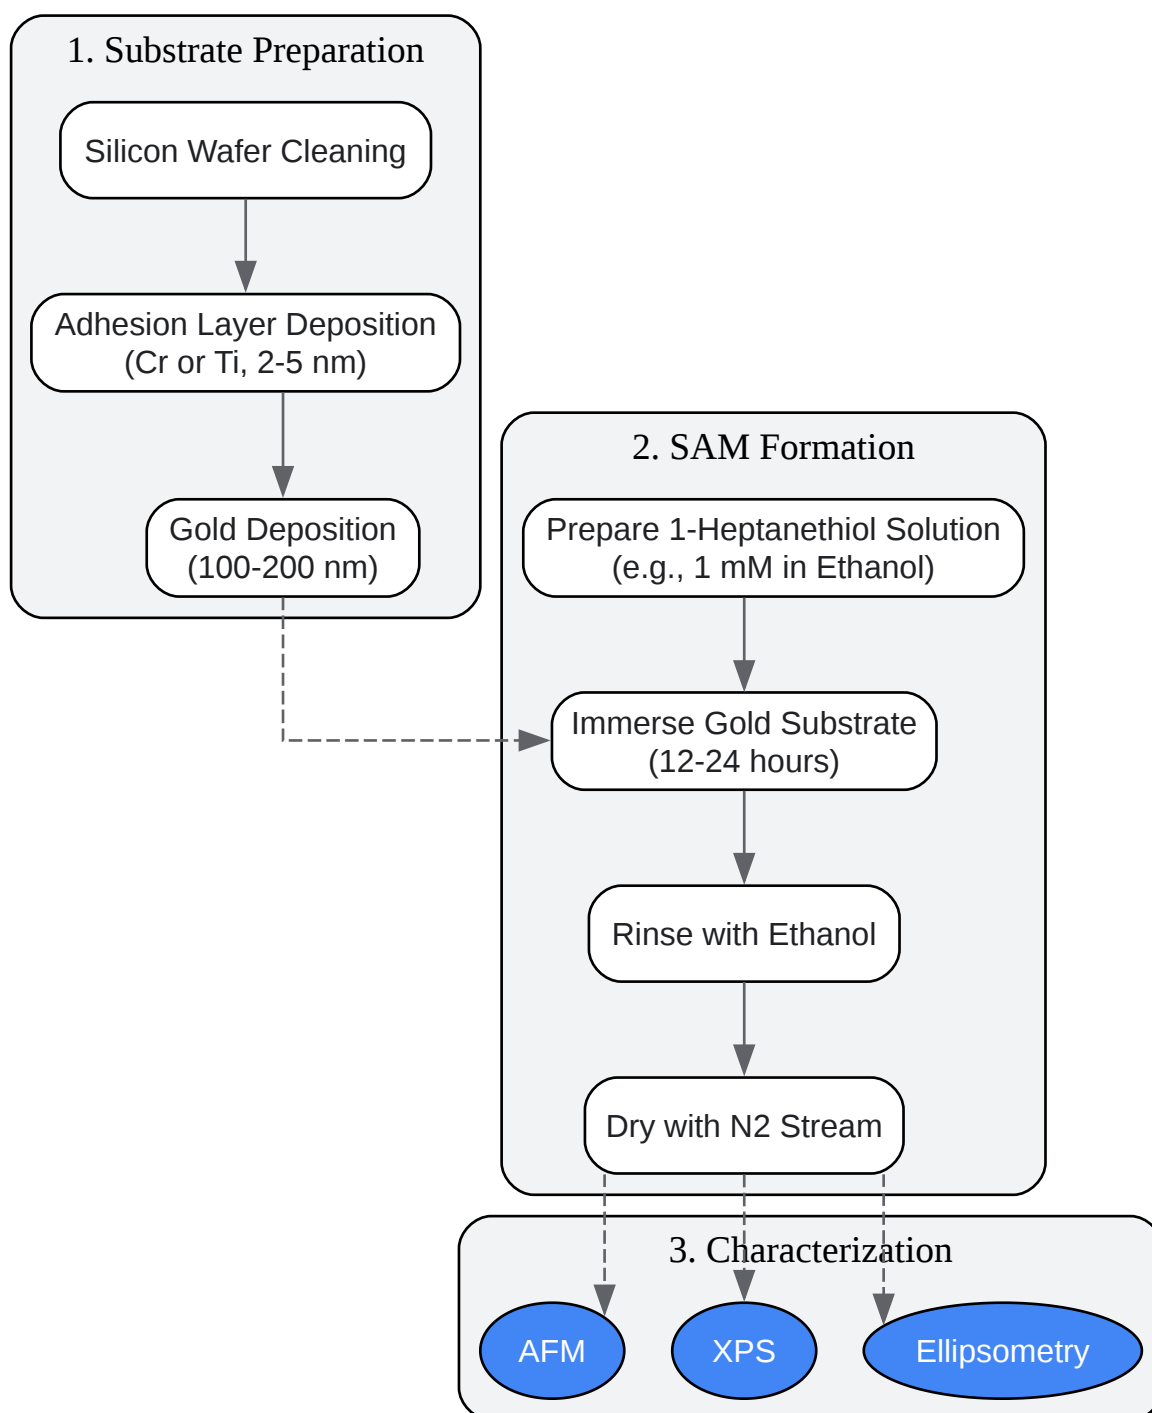 1. Substrate Preparation
Silicon Wafer Cleaning
Adhesion Layer Deposition
(Cr or Ti, 2-5 nm)
Gold Deposition
(100-200 nm)
2. SAM Formation
Prepare 1-Heptanethiol Solution
(e.g., 1 mM in Ethanol)
Immerse Gold Substrate
(12-24 hours)
Rinse with Ethanol
Dry with N2 Stream
3. Characterization
AFM
XPS
Ellipsometry